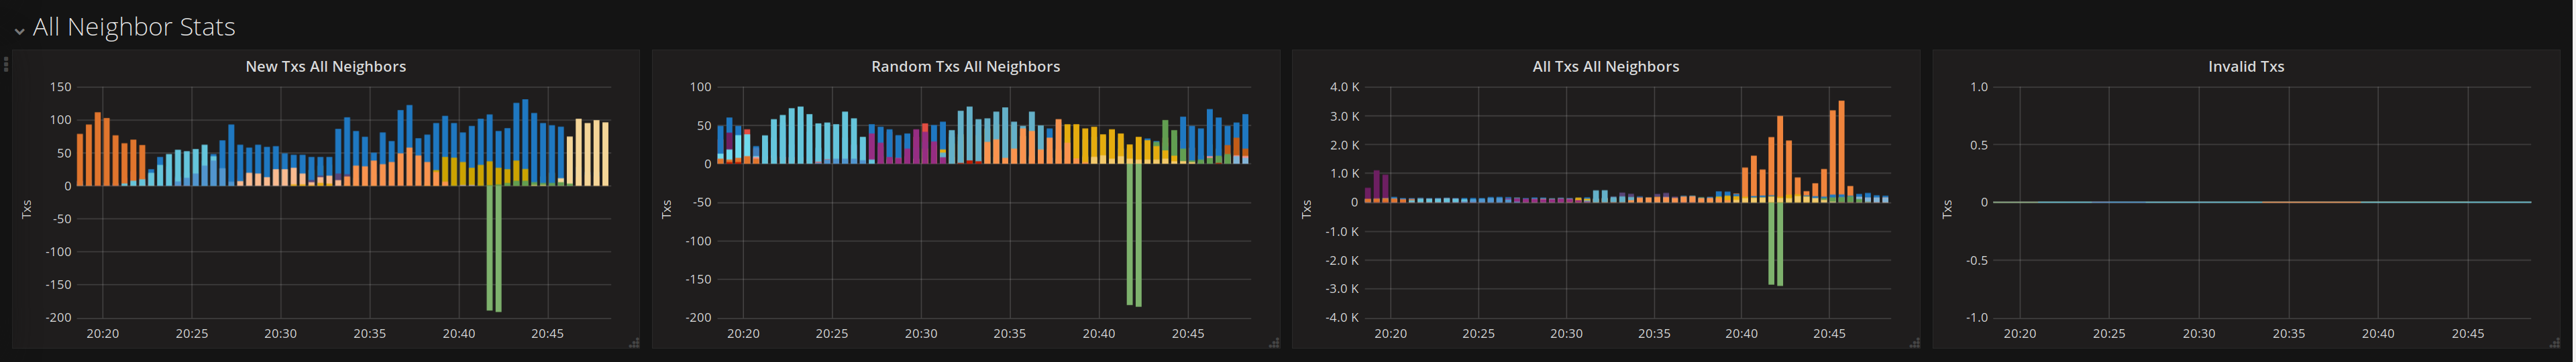 All Neighbor Stats
New Txs All Neighbors
150
100
50
0
-50
-100
-150
-200
Txs
20:20 20:25 20:30 20:35 20:40 20:45
Random Txs All Neighbors
100
50
0
-50
-100
-150
-200
Txs
20:20 20:25 20:30 20:35 20:40 20:45
All Txs All Neighbors
4.0 K
3.0 K
2.0 K
1.0 K
0
-1.0 K
-2.0 K
-3.0 K
-4.0 K
Txs
20:20 20:25 20:30 20:35 20:40 20:45
Invalid Txs
1.0
0.5
0
-0.5
-1.0
Txs
20:20 20:25 20:30 20:35 20:40 20:45